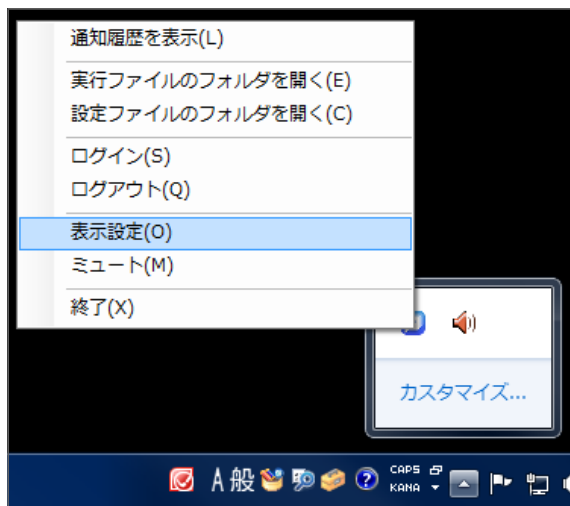 通知履歴を表示(L)
実行ファイルのフォルダを開く(E)
設定ファイルのフォルダを開く(C)
ログイン(S)
ログアウト(Q)
表示設定(O)
ミュート(M)
終了(X)
カスタマイズ...
A 般 CAPS
KANA